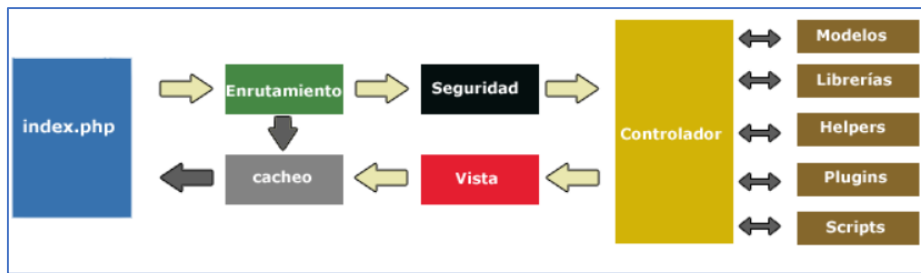 index.php
Enrutamiento
Seguridad
cacheo
Vista
Controlador
Modelos
Librerías
Helpers
Plugins
Scripts